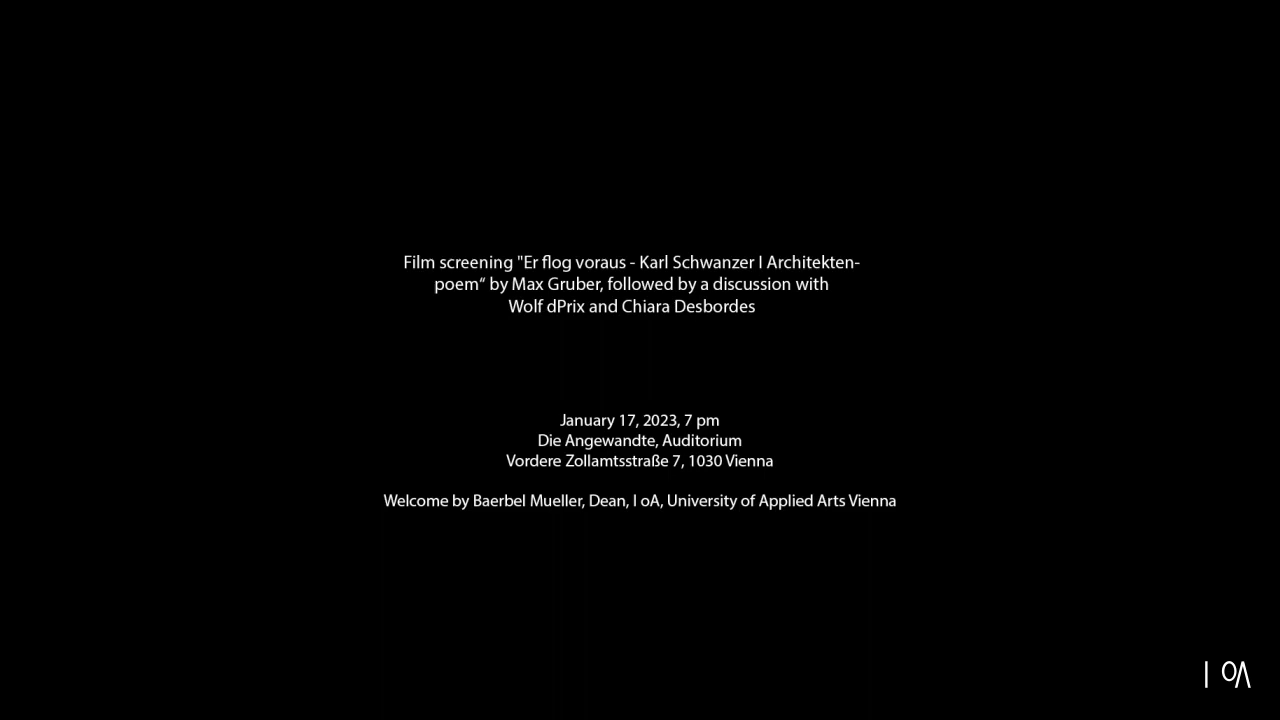 Film screening "Er flog voraus - Karl Schwanzer I Architekten-
poem“ by Max Gruber, followed by a discussion with
Wolf dPrix and Chiara Desbordes
January 17, 2023, 7 pm
Die Angewandte, Auditorium
Vordere Zollamtsstraße 7, 1030 Vienna
Welcome by Baerbel Mueller, Dean, I oA, University of Applied Arts Vienna
I oA